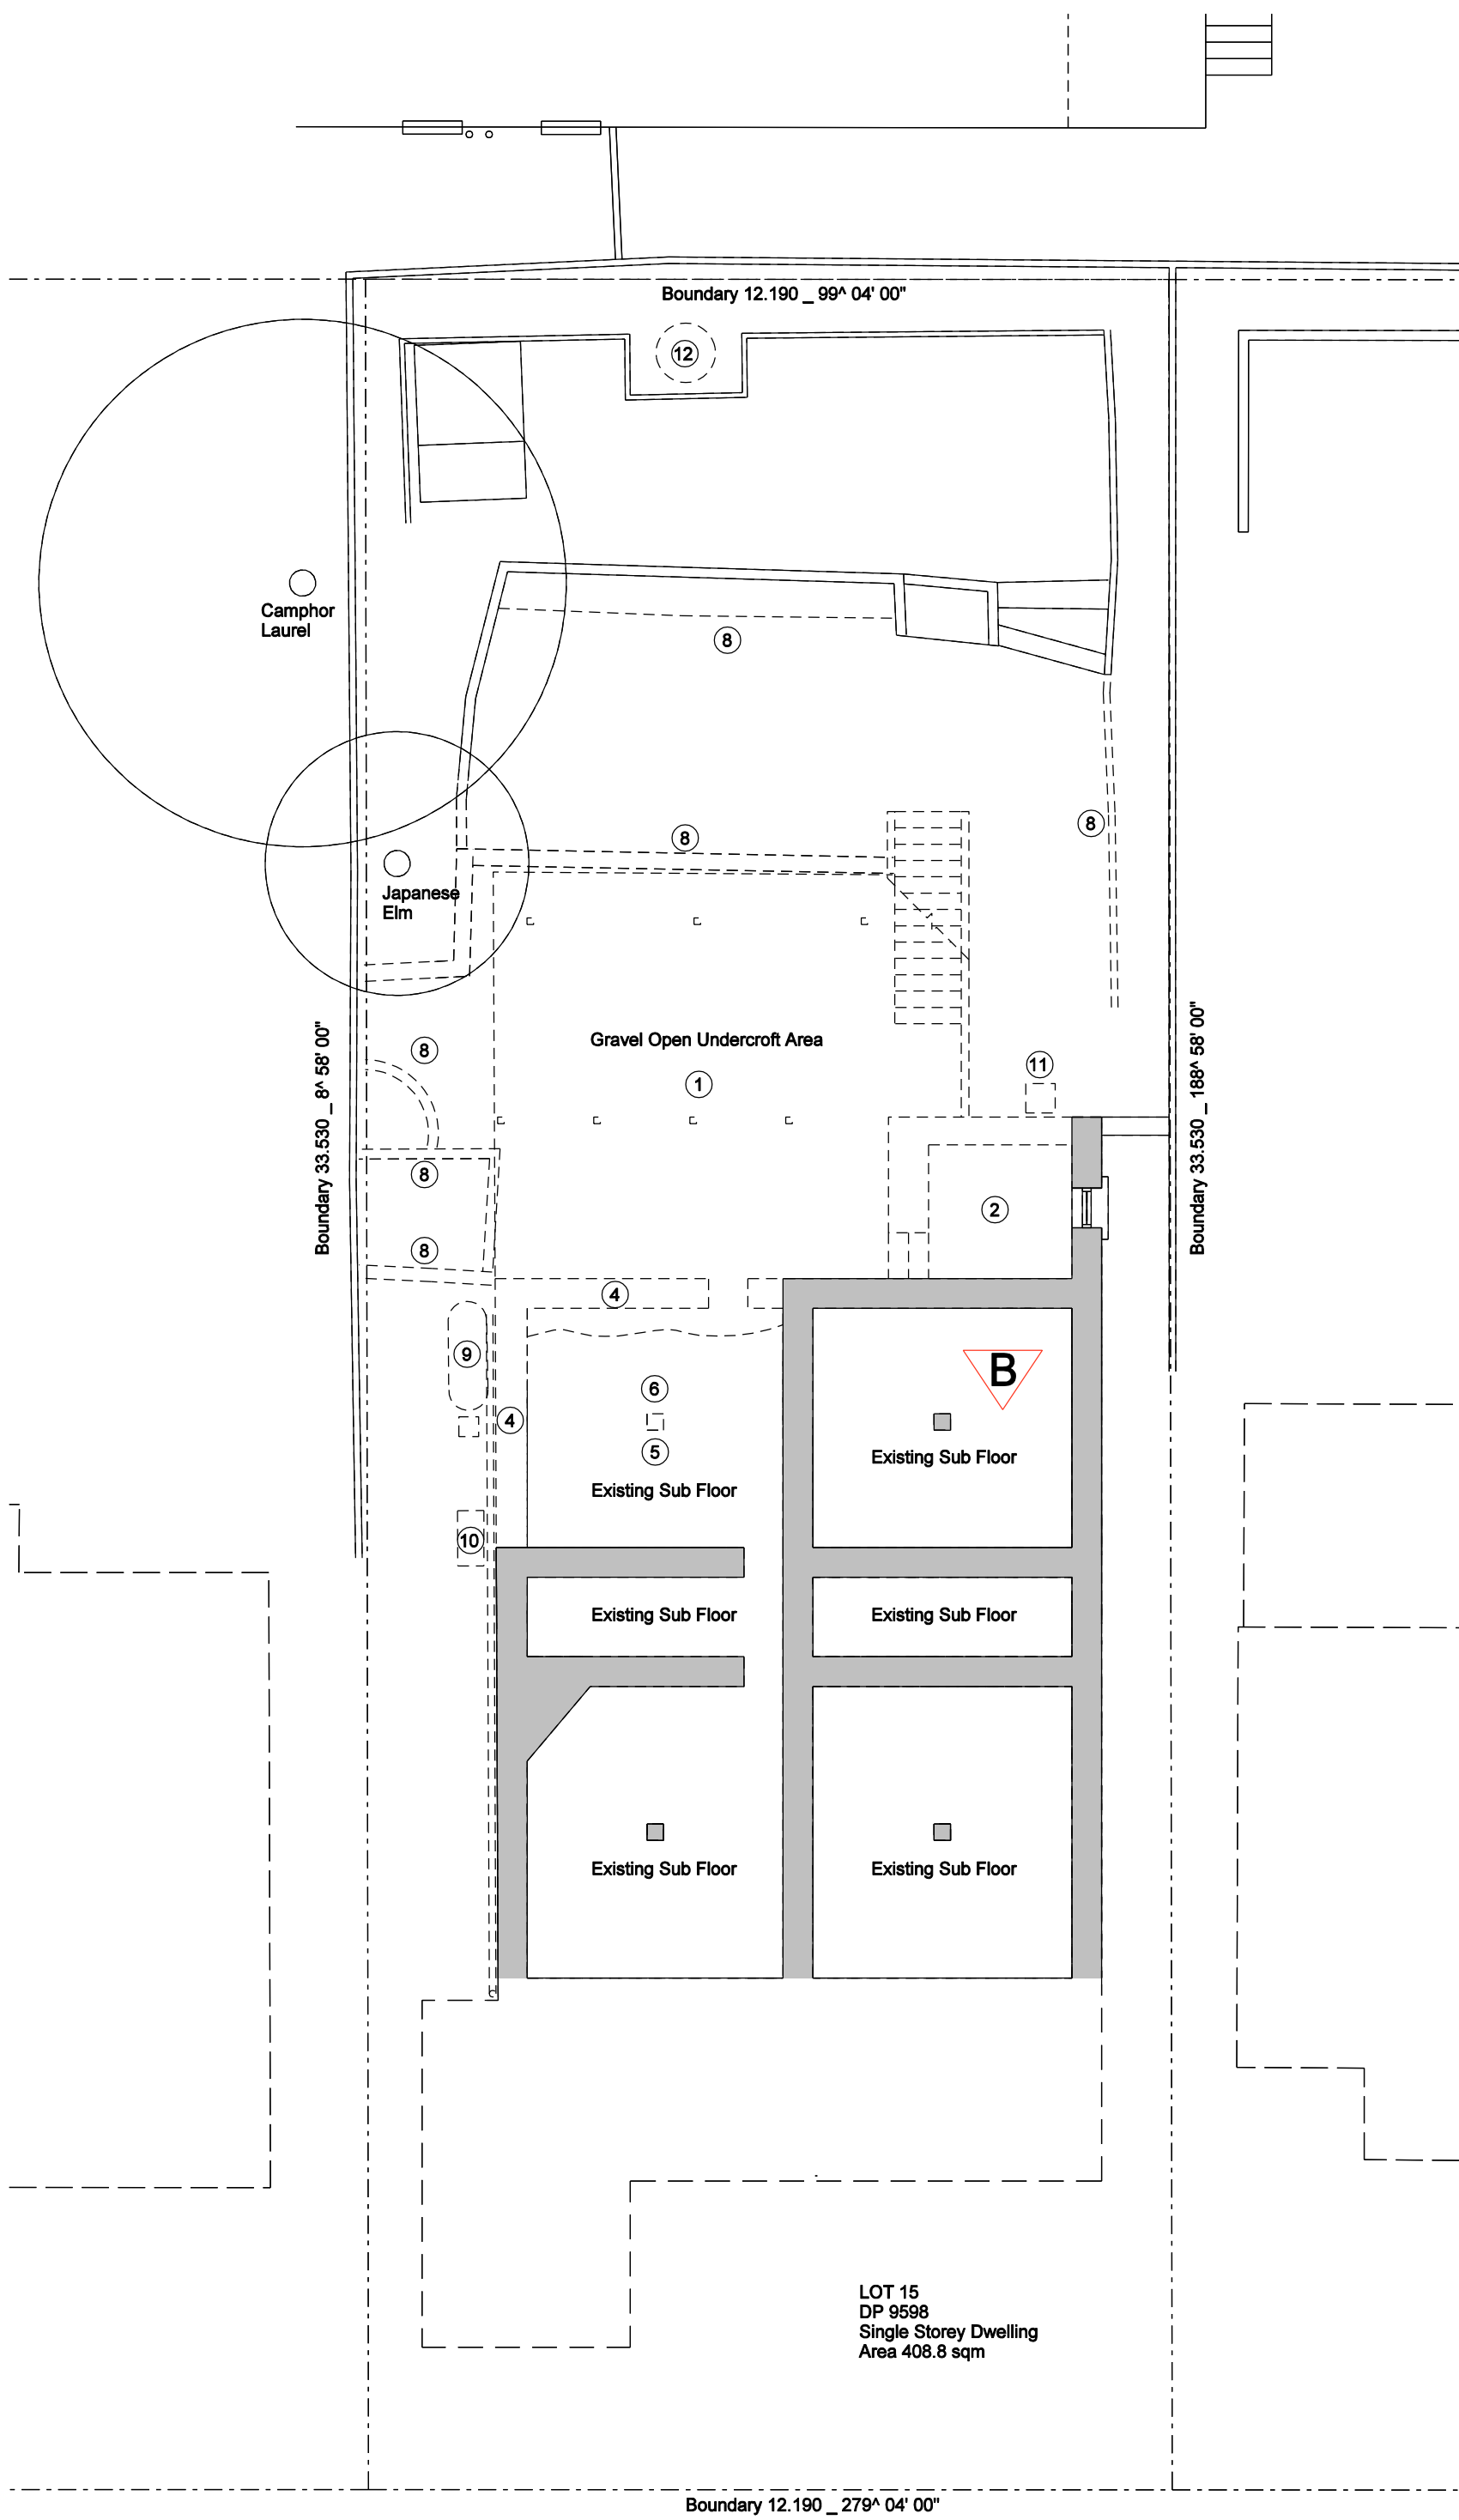 Boundary 12.190 _ 99^ 04' 00"
12
Camphor
Laurel
8
8
8
Japanese
Elm
Gravel Open Undercroft Area
1
8
11
Boundary 33.530 _ 8^ 58' 00"
Boundary 33.530 _ 188^ 58' 00"
8
2
8
4
9
B
6
4
5
Existing Sub Floor
Existing Sub Floor
10
Existing Sub Floor
Existing Sub Floor
Existing Sub Floor
Existing Sub Floor
LOT 15
DP 9598
Single Storey Dwelling
Area 408.8 sqm
Boundary 12.190 _ 279^ 04' 00"